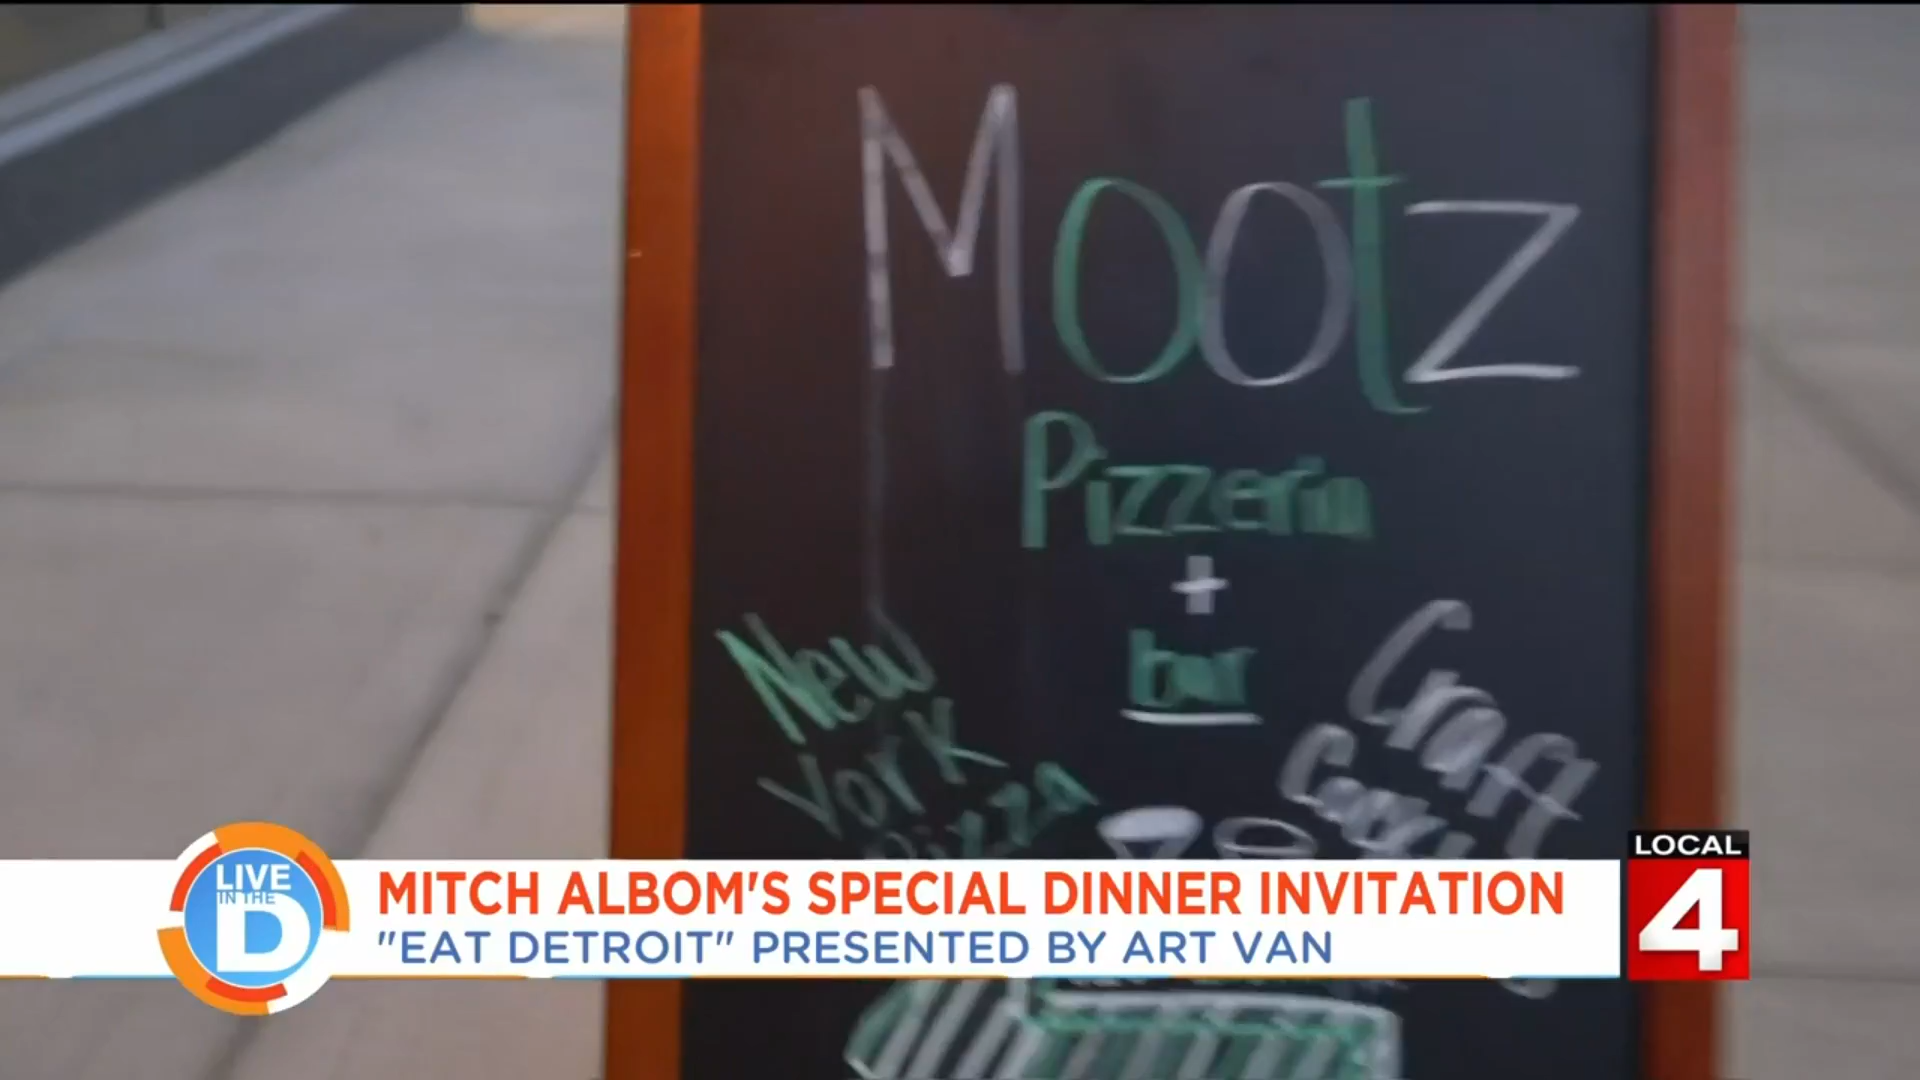 Mootz
Pizzeria
+
bar
New
York
Pizza
Craft
LIVE
IN THE
D
MITCH ALBOM'S SPECIAL DINNER INVITATION
"EAT DETROIT" PRESENTED BY ART VAN
LOCAL
4